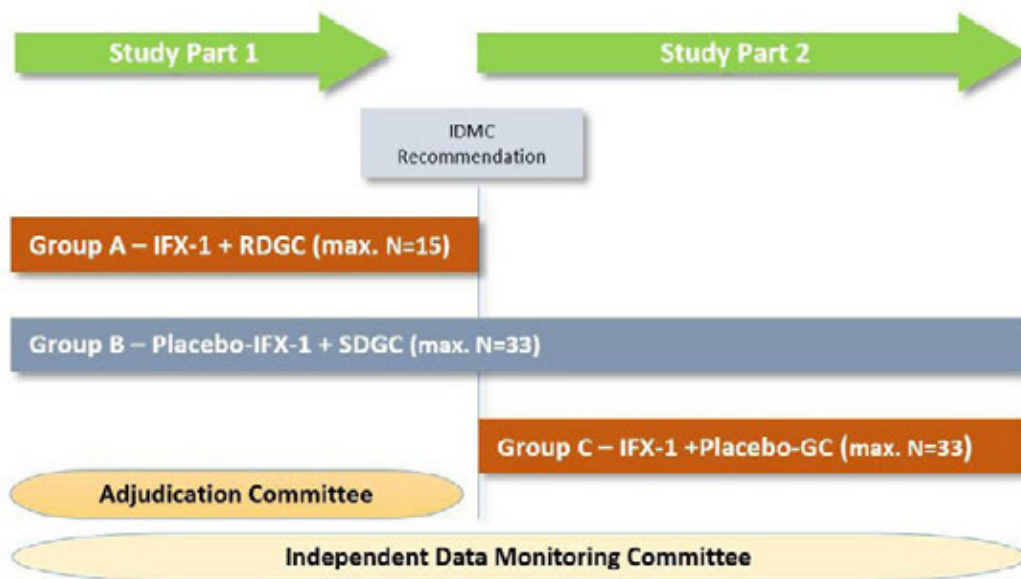 Study Part 1
Study Part 2
IDMC
Recommendation
Group A – IFX-1 + RDGC (max. N=15)
Group B – Placebo-IFX-1 + SDGC (max. N=33)
Group C – IFX-1 +Placebo-GC (max. N=33)
Adjudication Committee
Independent Data Monitoring Committee